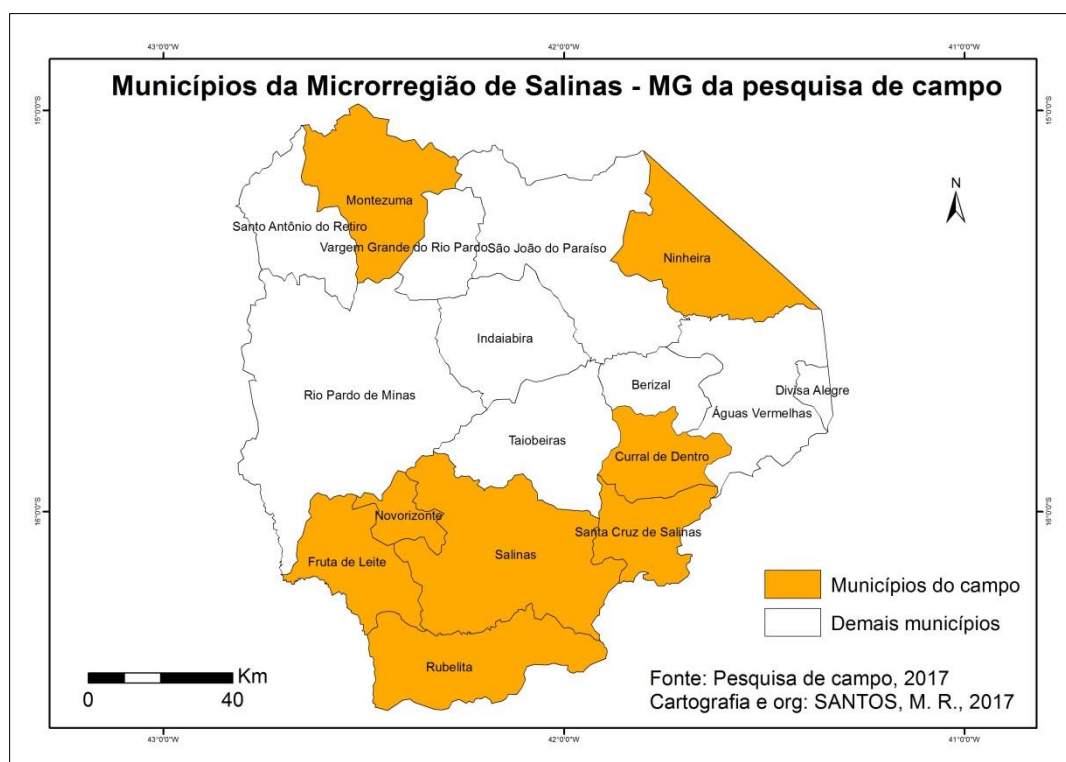 43°0'0"W 42°0'0"W 41°0'0"W
Municípios da Microrregião de Salinas - MG da pesquisa de campo
15°0'0"S 15°0'0"S
N
Montezuma
Santo Antônio do Retiro
Vargem Grande do Rio Pardo
São João do Paraíso
Ninheira
Indaiabira
Rio Pardo de Minas
Berizal
Divisa Alegre
Águas Vermelhas
Taiobeiras
Curral de Dentro
16°0'0"S 16°0'0"S
Novorizonte
Santa Cruz de Salinas
Fruta de Leite
Salinas
Rubelita
Municípios do campo
Demais municípios
Km
0 40
Fonte: Pesquisa de campo, 2017
Cartografia e org: SANTOS, M. R., 2017
43°0'0"W 42°0'0"W 41°0'0"W